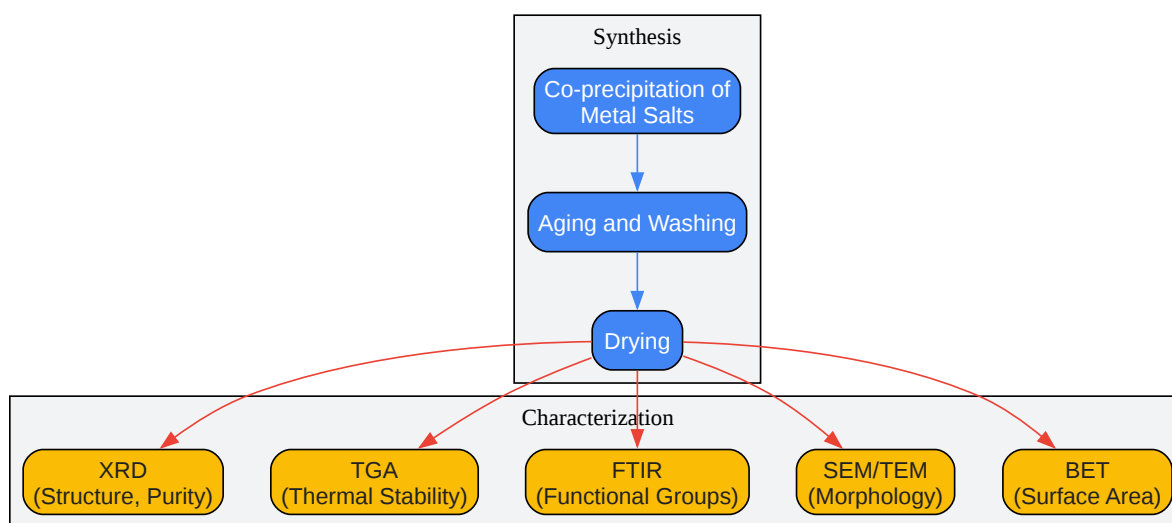 Synthesis
Co-precipitation of
Metal Salts
Aging and Washing
Drying
Characterization
XRD
(Structure, Purity)
TGA
(Thermal Stability)
FTIR
(Functional Groups)
SEM/TEM
(Morphology)
BET
(Surface Area)